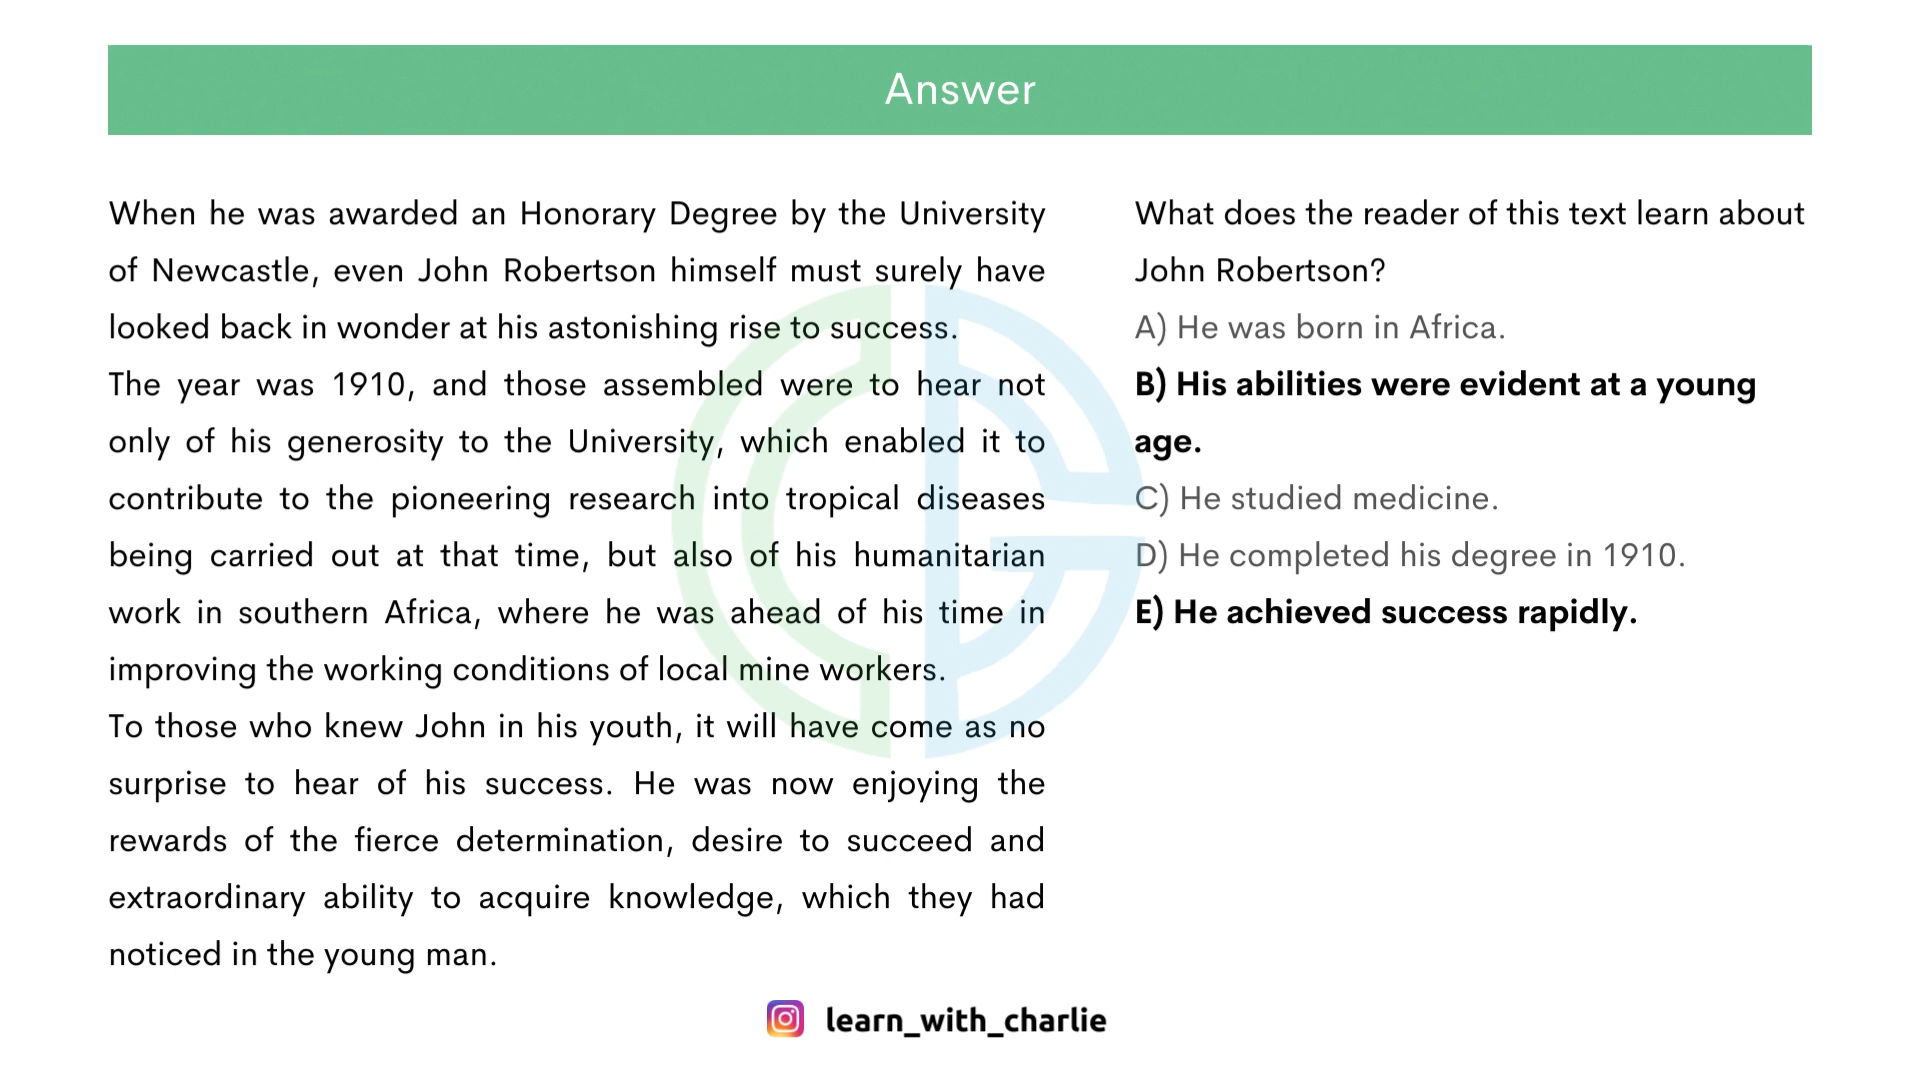 Answer
When he was awarded an Honorary Degree by the University
of Newcastle, even John Robertson himself must surely have
looked back in wonder at his astonishing rise to success.
The year was 1910, and those assembled were to hear not
only of his generosity to the University, which enabled it to
contribute to the pioneering research into tropical diseases
being carried out at that time, but also of his humanitarian
work in southern Africa, where he was ahead of his time in
improving the working conditions of local mine workers.
To those who knew John in his youth, it will have come as no
surprise to hear of his success. He was now enjoying the
rewards of the fierce determination, desire to succeed and
extraordinary ability to acquire knowledge, which they had
noticed in the young man.
What does the reader of this text learn about
John Robertson?
A) He was born in Africa.
B) His abilities were evident at a young
age.
C) He studied medicine.
D) He completed his degree in 1910.
E) He achieved success rapidly.
learn_with_charlie